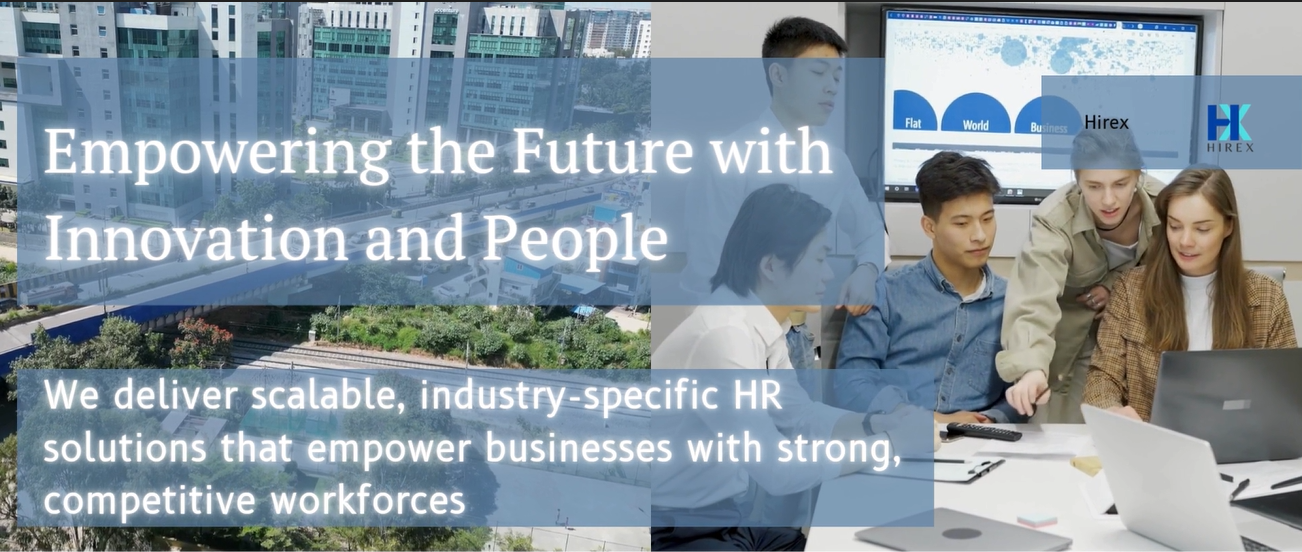 Empowering the Future with
Innovation and People
Flat
World
Business
Hirex
HK
HIREX
We deliver scalable, industry-specific HR
solutions that empower businesses with strong,
competitive workforces